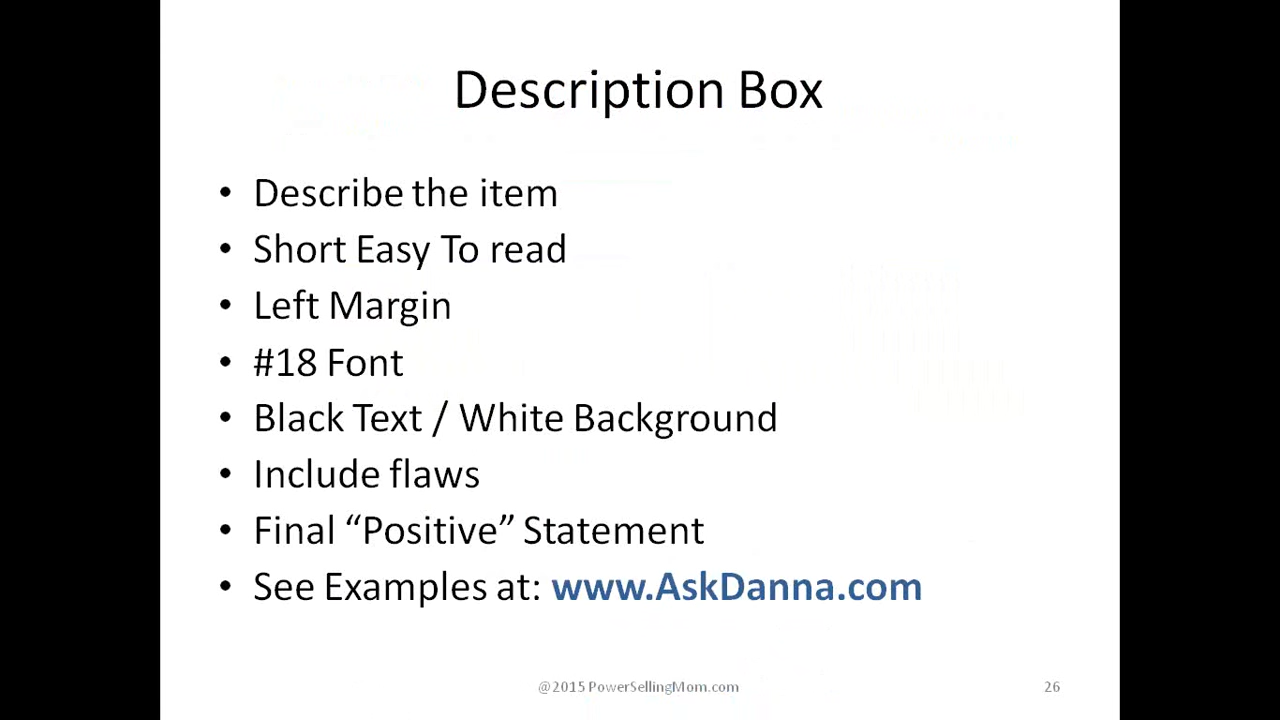 Description Box
• Describe the item
• Short Easy To read
• Left Margin
• #18 Font
• Black Text / White Background
• Include flaws
• Final “Positive” Statement
• See Examples at: www.AskDanna.com
@2015 PowerSellingMom.com
26